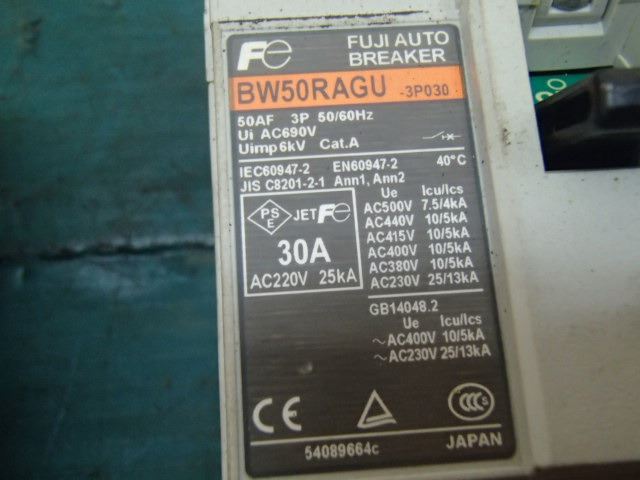 Fe FUJI AUTO
BREAKER
BW50RAGU -3P030
50AF 3P 50/60Hz
Ui AC690V
Uimp6kV Cat.A
IEC60947-2 EN60947-2 40°C
JIS C8201-2-1 Ann1, Ann2
PS
E
JET Fe
30A
AC220V 25kA
Ue Icu/Ics
AC500V 7.5/4kA
AC440V 10/5kA
AC415V 10/5kA
AC400V 10/5kA
AC380V 10/5kA
AC230V 25/13kA
GB14048.2
Ue Icu/Ics
~AC400V 10/5kA
~AC230V 25/13kA
CE
CCC S
54089664c
JAPAN